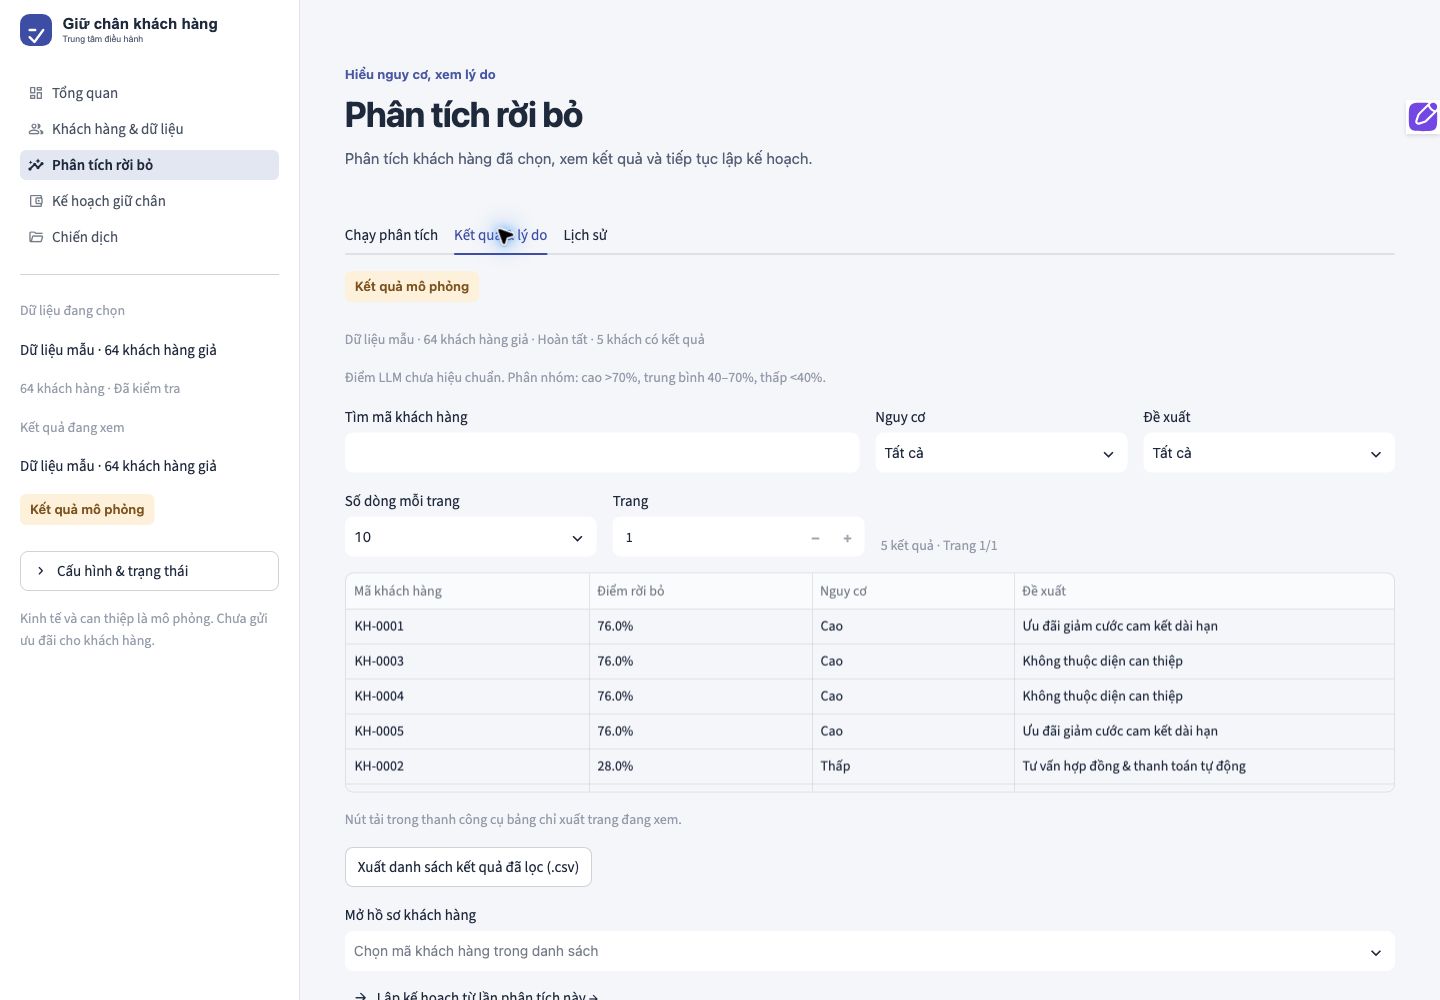 Giữ chân khách hàng
Trung tâm điều hành
Tổng quan
Khách hàng & dữ liệu
Phân tích rời bỏ
Kế hoạch giữ chân
Chiến dịch
Dữ liệu đang chọn
Dữ liệu mẫu · 64 khách hàng giả
64 khách hàng · Đã kiểm tra
Kết quả đang xem
Dữ liệu mẫu · 64 khách hàng giả
Kết quả mô phỏng
Cấu hình & trạng thái
Kinh tế và can thiệp là mô phỏng. Chưa gửi
ưu đãi cho khách hàng.
Hiểu nguy cơ, xem lý do
Phân tích rời bỏ
Phân tích khách hàng đã chọn, xem kết quả và tiếp tục lập kế hoạch.
Chạy phân tích Kết lý do Lịch sử
Kết quả mô phỏng
Dữ liệu mẫu · 64 khách hàng giả · Hoàn tất · 5 khách có kết quả
Điểm LLM chưa hiệu chuẩn. Phân nhóm: cao >70%, trung bình 40–70%, thấp <40%.
Tìm mã khách hàng Nguy cơ Đề xuất
Tất cả Tất cả
Số dòng mỗi trang Trang
10 1 − + 5 kết quả · Trang 1/1
Mã khách hàng Điểm rời bỏ Nguy cơ Đề xuất
KH-0001 76.0% Cao Ưu đãi giảm cước cam kết dài hạn
KH-0003 76.0% Cao Không thuộc diện can thiệp
KH-0004 76.0% Cao Không thuộc diện can thiệp
KH-0005 76.0% Cao Ưu đãi giảm cước cam kết dài hạn
KH-0002 28.0% Thấp Tư vấn hợp đồng & thanh toán tự động
Nút tải trong thanh công cụ bảng chỉ xuất trang đang xem.
Xuất danh sách kết quả đã lọc (.csv)
Mở hồ sơ khách hàng
Chọn mã khách hàng trong danh sách
→ Lập kế hoạch từ lần phân tích này →